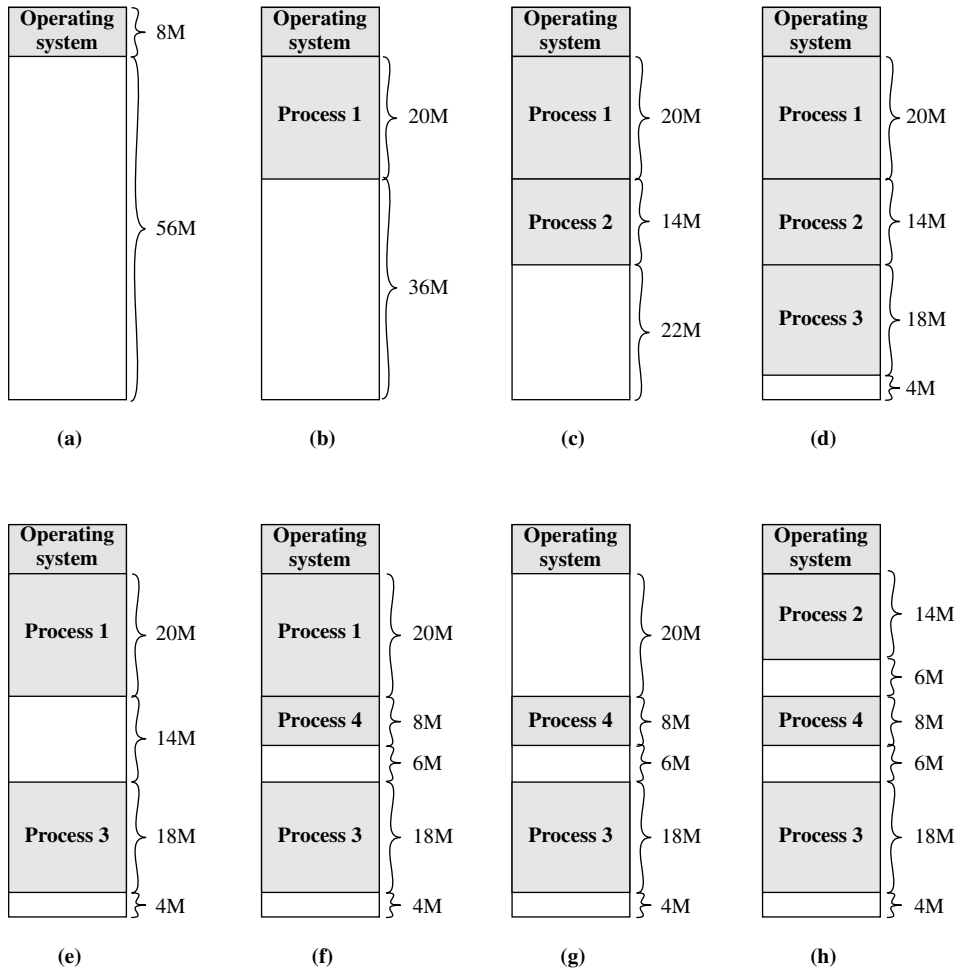 Operating
system
8M
56M
(a)
Operating
system
Process 1
20M
36M
(b)
Operating
system
Process 1
20M
Process 2
14M
22M
(c)
Operating
system
Process 1
20M
Process 2
14M
Process 3
18M
4M
(d)
Operating
system
Process 1
20M
14M
Process 3
18M
4M
(e)
Operating
system
Process 1
20M
Process 4
8M
6M
Process 3
18M
4M
(f)
Operating
system
20M
Process 4
8M
6M
Process 3
18M
4M
(g)
Operating
system
Process 2
14M
6M
Process 4
8M
6M
Process 3
18M
4M
(h)